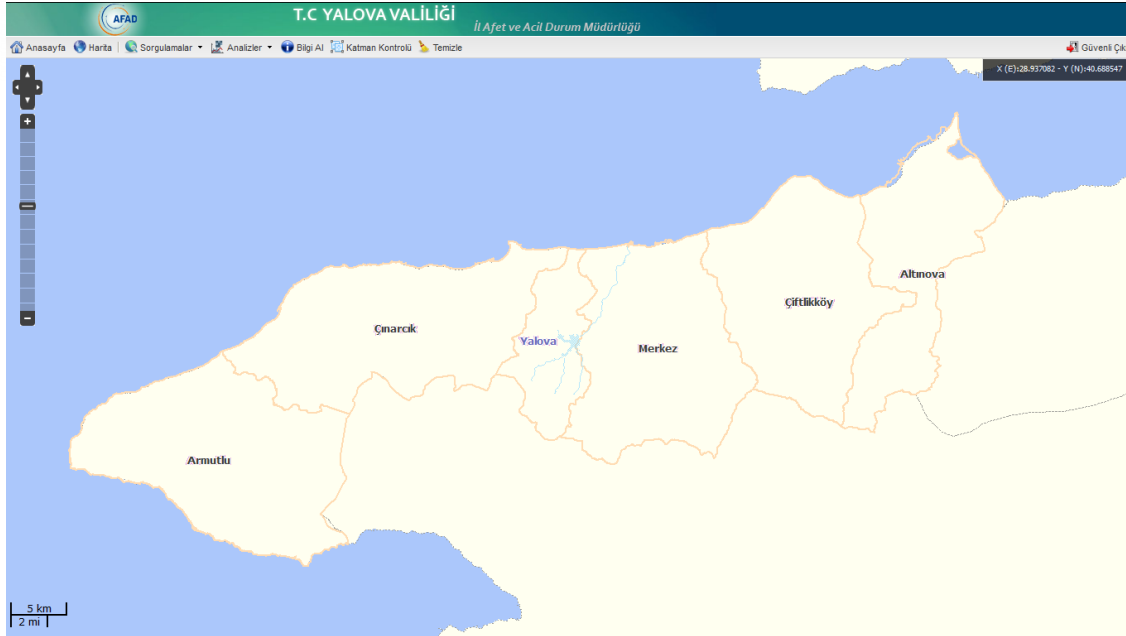 AFAD
T.C YALOVA VALİLİĞİ
İl Afet ve Acil Durum Müdürlüğü
Anasayfa Harita Sorgulamalar Analizler Bilgi Al Katman Kontrolü Temizle Güvenli Çık
X (E):28.937082 - Y (N):40.688547
Altınova
Çiftlikköy
Çınarcık
Yalova
Merkez
Armutlu
5 km
2 mi